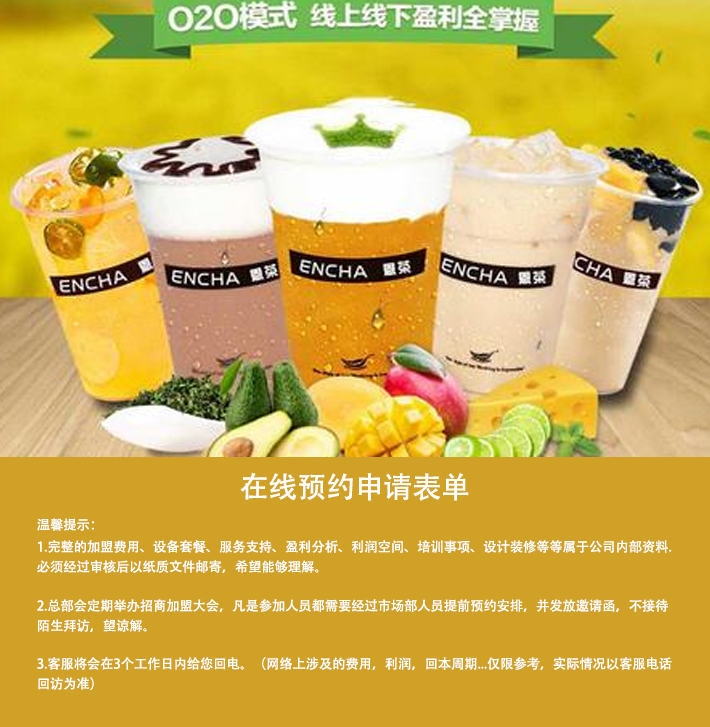 O2O模式 线上线下盈利全掌握
ENCHA 恩
ENCHA 恩茶
ENCHA 恩茶
ENCHA 恩茶
CHA 恩茶
在线预约申请表单
温馨提示：
1.完整的加盟费用、设备套餐、服务支持、盈利分析、利润空间、培训事项、设计装修等等属于公司内部资料.
必须经过审核后以纸质文件邮寄，希望能够理解。
2.总部会定期举办招商加盟大会，凡是参加人员都需要经过市场部人员提前预约安排，并发放邀请函，不接待
陌生拜访，望谅解。
3.客服将会在3个工作日内给您回电。（网络上涉及的费用，利润，回本周期...仅限参考，实际情况以客服电话
回访为准）